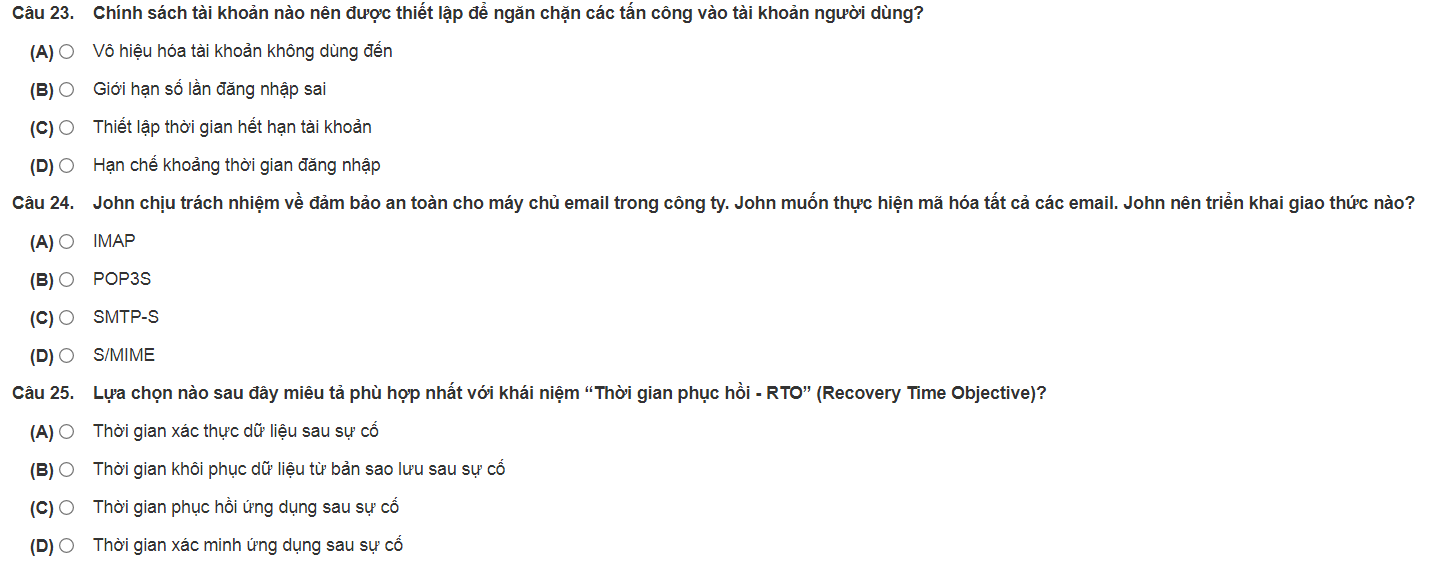 Câu 23. Chính sách tài khoản nào nên được thiết lập để ngăn chặn các tấn công vào tài khoản người dùng?
(A) Vô hiệu hóa tài khoản không dùng đến
(B) Giới hạn số lần đăng nhập sai
(C) Thiết lập thời gian hết hạn tài khoản
(D) Hạn chế khoảng thời gian đăng nhập
Câu 24. John chịu trách nhiệm về đảm bảo an toàn cho máy chủ email trong công ty. John muốn thực hiện mã hóa tất cả các email. John nên triển khai giao thức nào?
(A) IMAP
(B) POP3S
(C) SMTP-S
(D) S/MIME
Câu 25. Lựa chọn nào sau đây miêu tả phù hợp nhất với khái niệm “Thời gian phục hồi - RTO” (Recovery Time Objective)?
(A) Thời gian xác thực dữ liệu sau sự cố
(B) Thời gian khôi phục dữ liệu từ bản sao lưu sau sự cố
(C) Thời gian phục hồi ứng dụng sau sự cố
(D) Thời gian xác minh ứng dụng sau sự cố